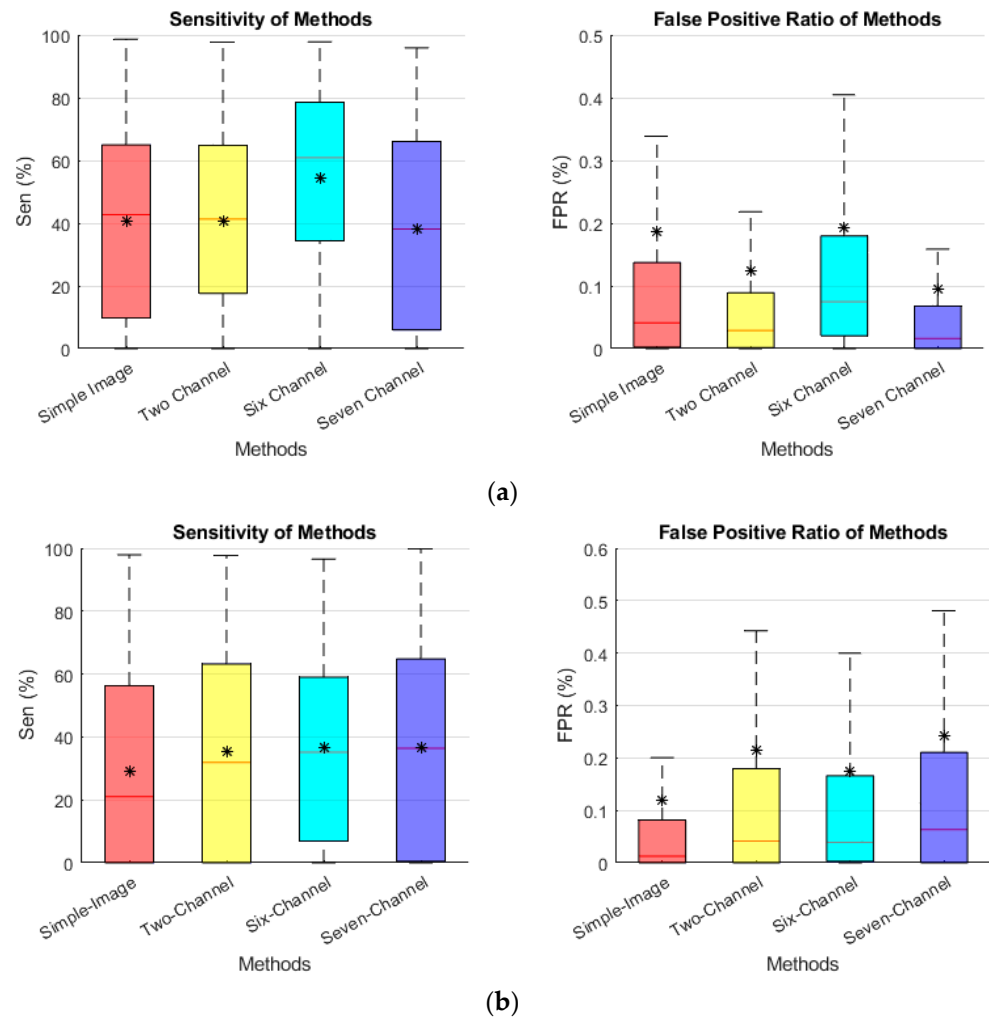 Sensitivity of Methods
100
80
60
40
20
0
Sen (%)
Simple Image
Two Channel
Six Channel
Seven Channel
Methods
False Positive Ratio of Methods
0.5
0.4
0.3
0.2
0.1
0
FPR (%)
Simple Image
Two Channel
Six Channel
Seven Channel
Methods
(a)
Sensitivity of Methods
100
80
60
40
20
0
Sen (%)
Simple-Image
Two-Channel
Six-Channel
Seven-Channel
Methods
False Positive Ratio of Methods
0.6
0.5
0.4
0.3
0.2
0.1
0
FPR (%)
Simple-Image
Two-Channel
Six-Channel
Seven-Channel
Methods
(b)